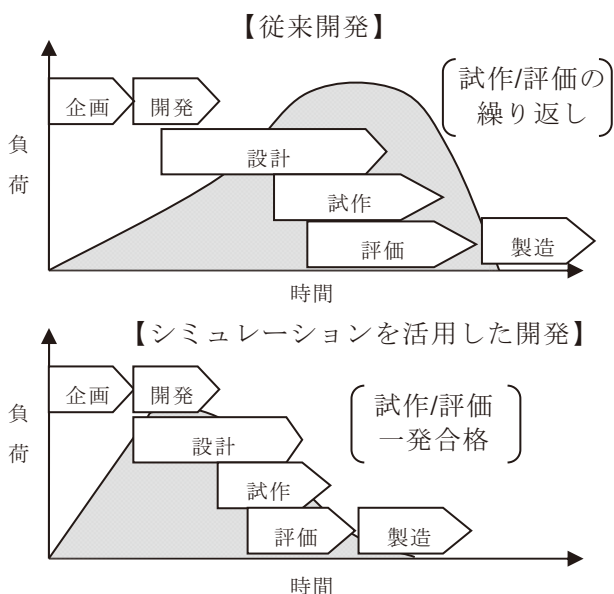 【従来開発】
企画
開発
試作/評価の
繰り返し
設計
負荷
試作
評価
製造
時間
【シミュレーションを活用した開発】
企画
開発
試作/評価
一発合格
負荷
設計
試作
評価
製造
時間